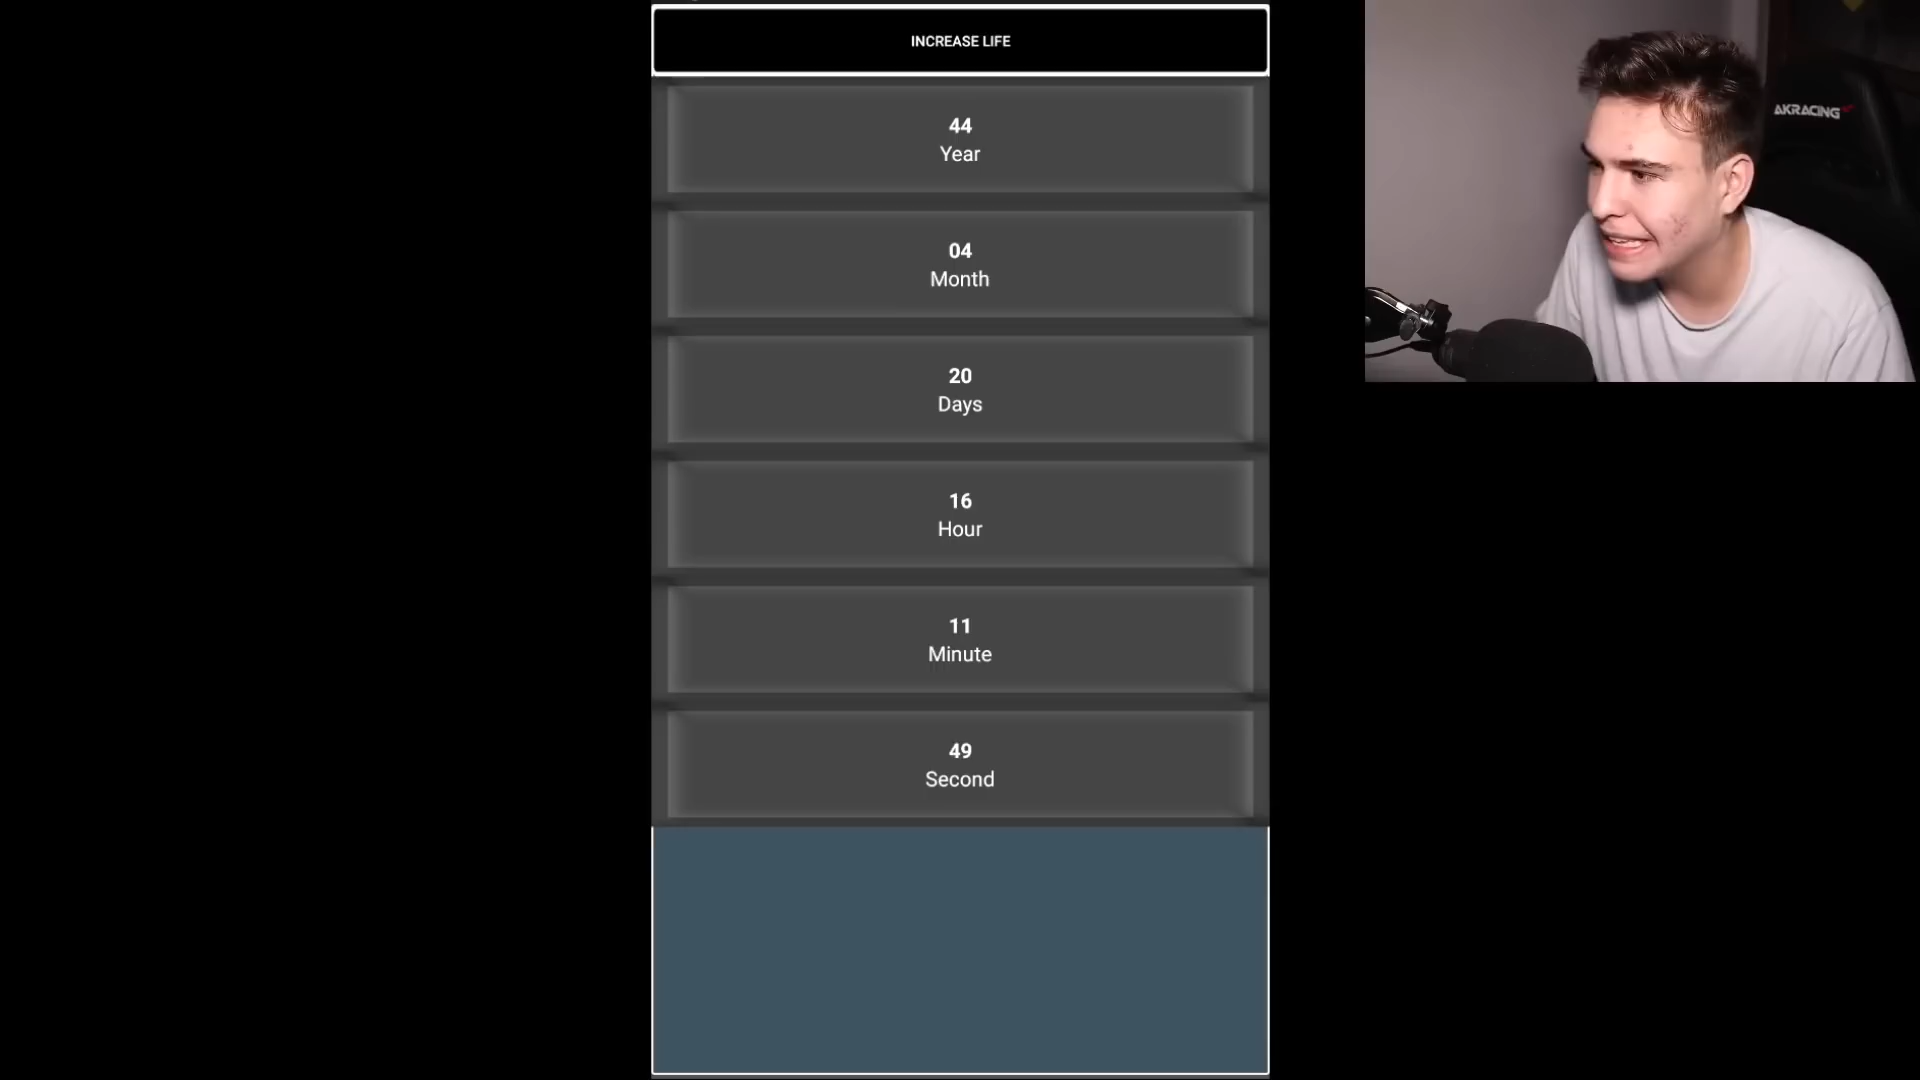 INCREASE LIFE
44
Year
04
Month
20
Days
16
Hour
11
Minute
49
Second
AKRACING